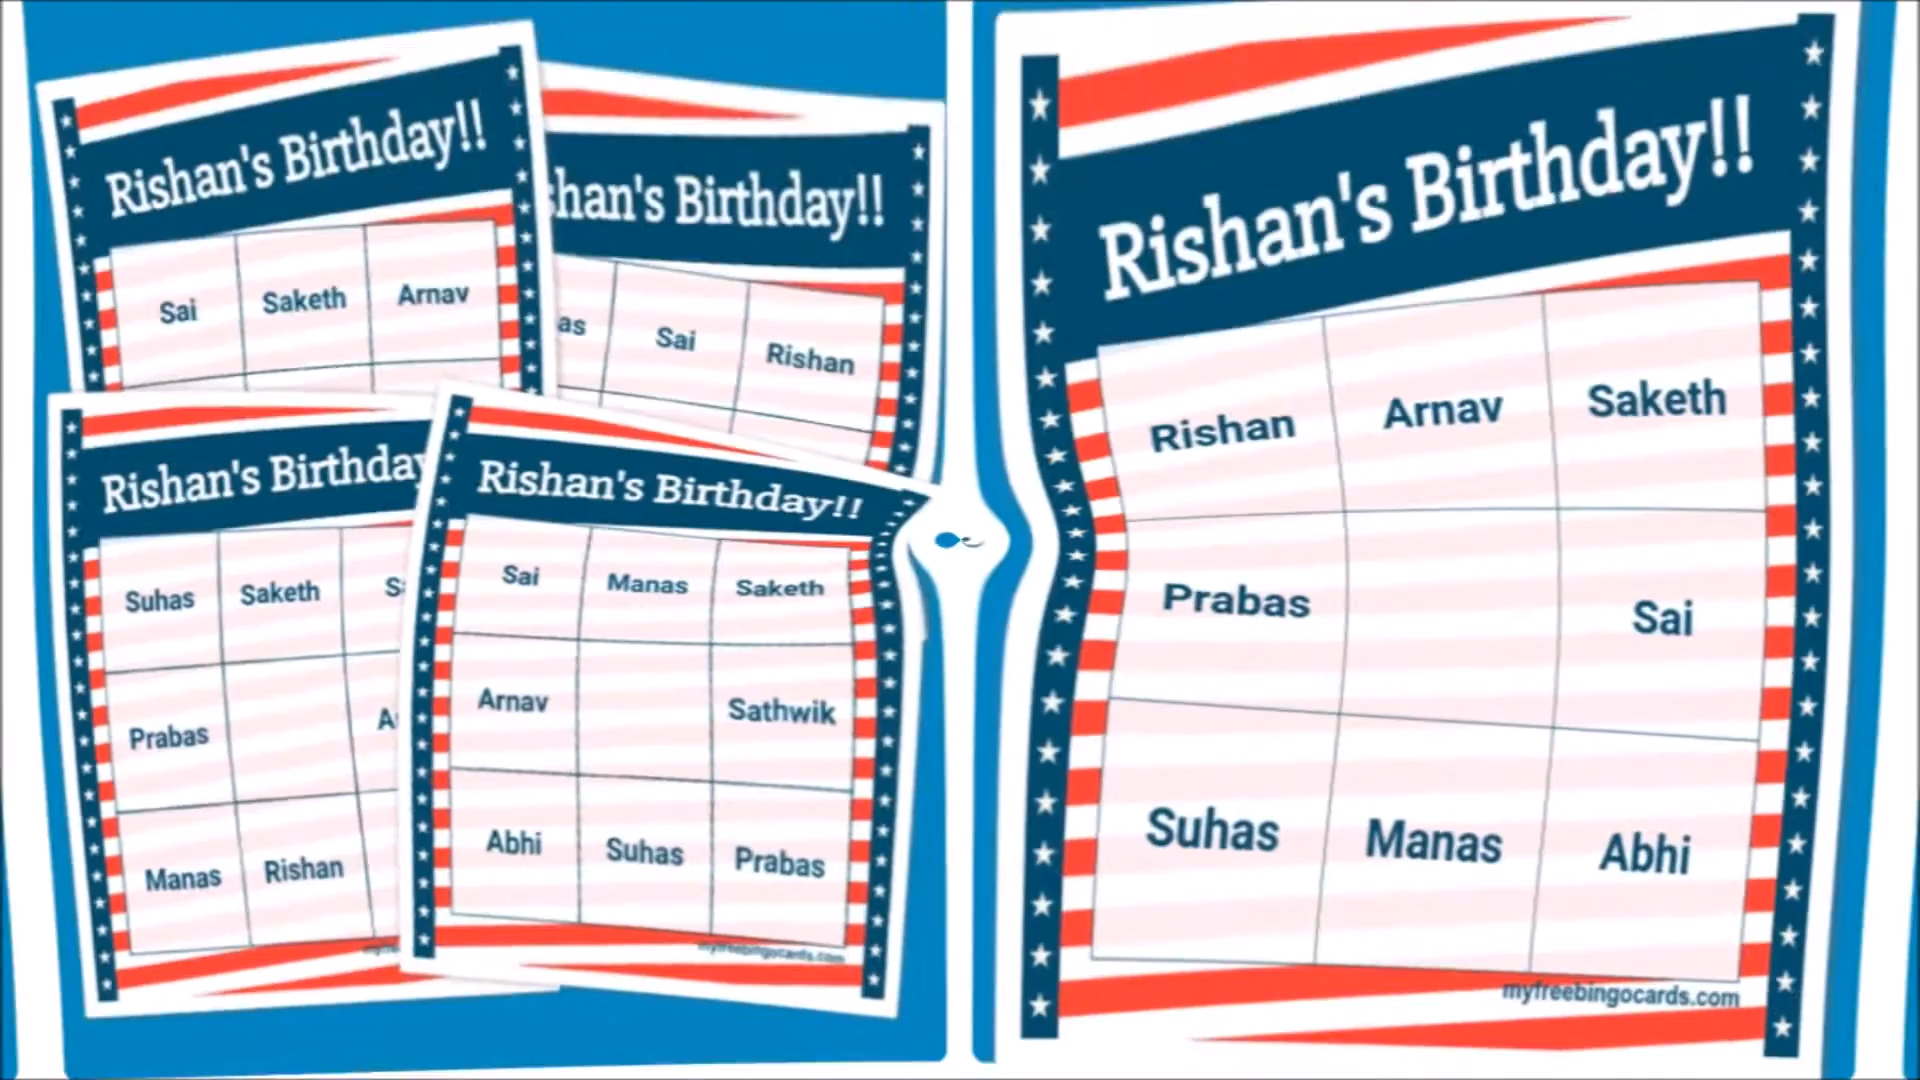 Rishan's Birthday!!
Sai Saketh Arnav
han's Birthday!!
as Sai Rishan
Rishan's Birthday
Suhas Saketh S
Prabas
Manas Rishan
Rishan's Birthday!!
Sai Manas Saketh
Arnav Sathwik
Abhi Suhas Prabas
myfreebingocards.com
Rishan's Birthday!!
Rishan Arnav Saketh
Prabas Sai
Suhas Manas Abhi
myfreebingocards.com